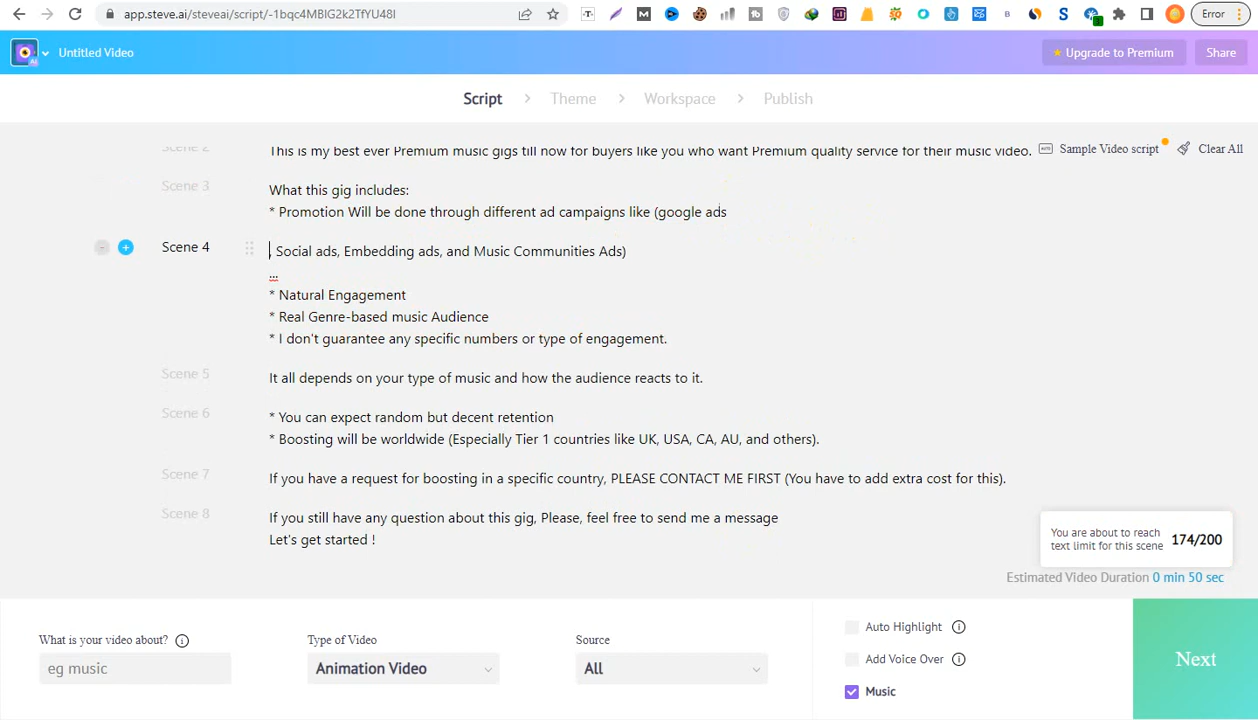 app.steve.ai/steveai/script/-1bqc4MBlG2k2TfYU48I
Error
AI
Untitled Video
Upgrade to Premium
Share
Script
Theme
Workspace
Publish
Scene 2
This is my best ever Premium music gigs till now for buyers like you who want Premium quality service for their music video.
Sample Video script
Clear All
Scene 3
What this gig includes:
* Promotion Will be done through different ad campaigns like (google ads
Scene 4
, Social ads, Embedding ads, and Music Communities Ads)
...
* Natural Engagement
* Real Genre-based music Audience
* I don't guarantee any specific numbers or type of engagement.
Scene 5
It all depends on your type of music and how the audience reacts to it.
Scene 6
* You can expect random but decent retention
* Boosting will be worldwide (Especially Tier 1 countries like UK, USA, CA, AU, and others).
Scene 7
If you have a request for boosting in a specific country, PLEASE CONTACT ME FIRST (You have to add extra cost for this).
Scene 8
If you still have any question about this gig, Please, feel free to send me a message
Let's get started !
You are about to reach
text limit for this scene
174/200
Estimated Video Duration 0 min 50 sec
What is your video about?
eg music
Type of Video
Animation Video
Source
All
Auto Highlight
Add Voice Over
Music
Next